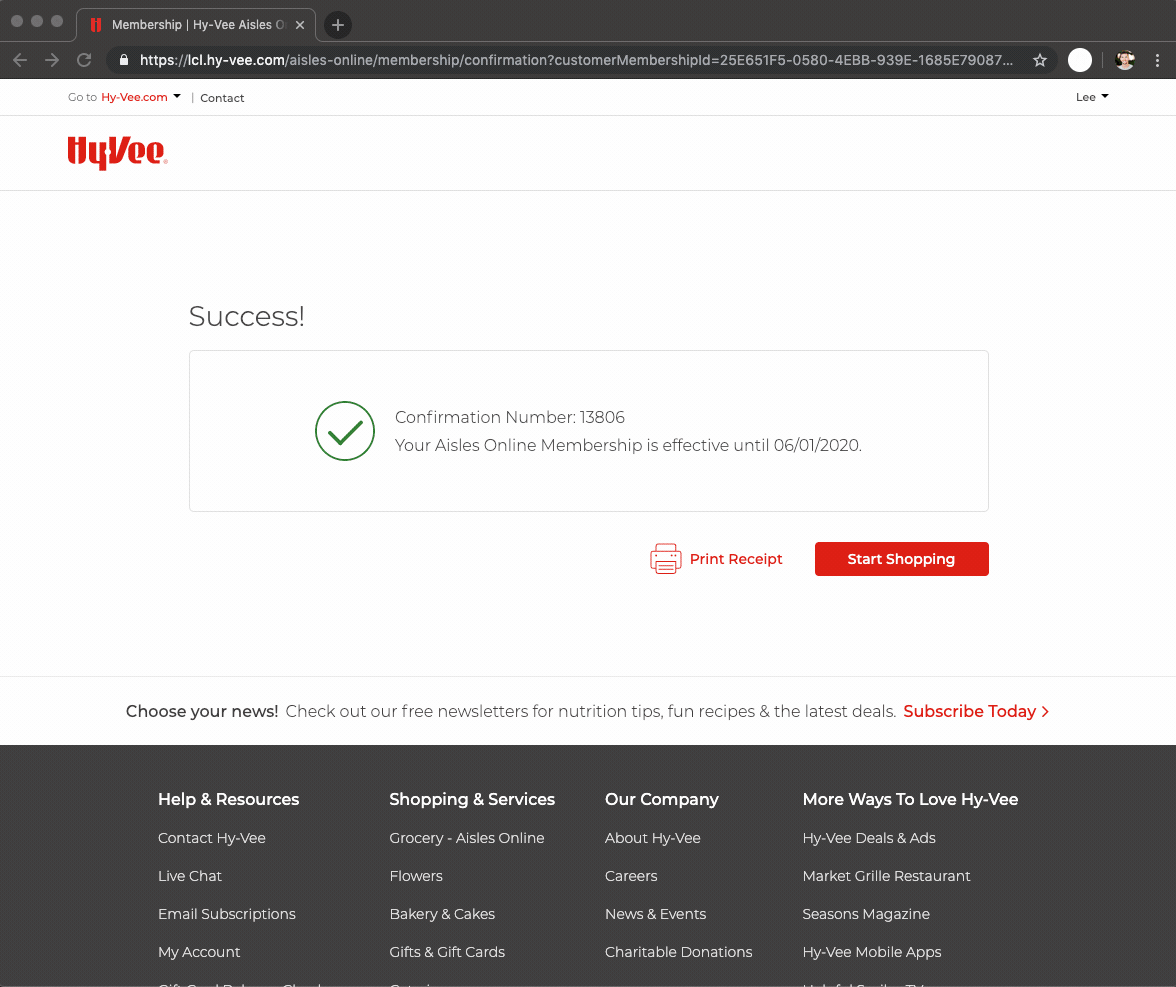 Membership | Hy-Vee Aisles O
https://lcl.hy-vee.com/aisles-online/membership/confirmation?customerMembershipId=25E651F5-0580-4EBB-939E-1685E79087...
Go to Hy-Vee.com | Contact
Lee
HyVee
Success!
Confirmation Number: 13806
Your Aisles Online Membership is effective until 06/01/2020.
Print Receipt
Start Shopping
Choose your news! Check out our free newsletters for nutrition tips, fun recipes & the latest deals. Subscribe Today >
Help & Resources
Contact Hy-Vee
Live Chat
Email Subscriptions
My Account
Shopping & Services
Grocery - Aisles Online
Flowers
Bakery & Cakes
Gifts & Gift Cards
Our Company
About Hy-Vee
Careers
News & Events
Charitable Donations
More Ways To Love Hy-Vee
Hy-Vee Deals & Ads
Market Grille Restaurant
Seasons Magazine
Hy-Vee Mobile Apps